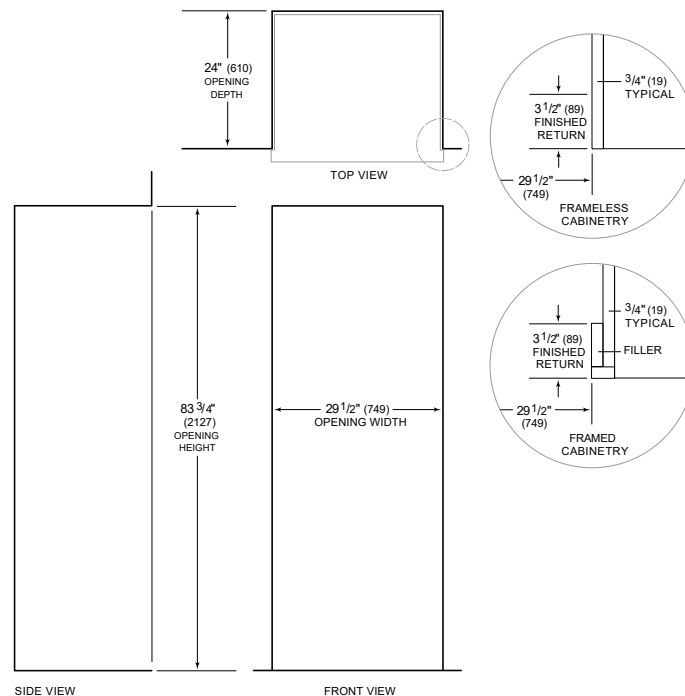 24" (610)
OPENING
DEPTH
TOP VIEW
3/4" (19)
TYPICAL
3 1/2" (89)
FINISHED
RETURN
29 1/2"
(749)
FRAMELESS
CABINETRY
3/4" (19)
TYPICAL
3 1/2" (89)
FINISHED
RETURN
FILLER
29 1/2"
(749)
FRAMED
CABINETRY
83 3/4"
(2127)
OPENING
HEIGHT
29 1/2" (749)
OPENING WIDTH
SIDE VIEW
FRONT VIEW